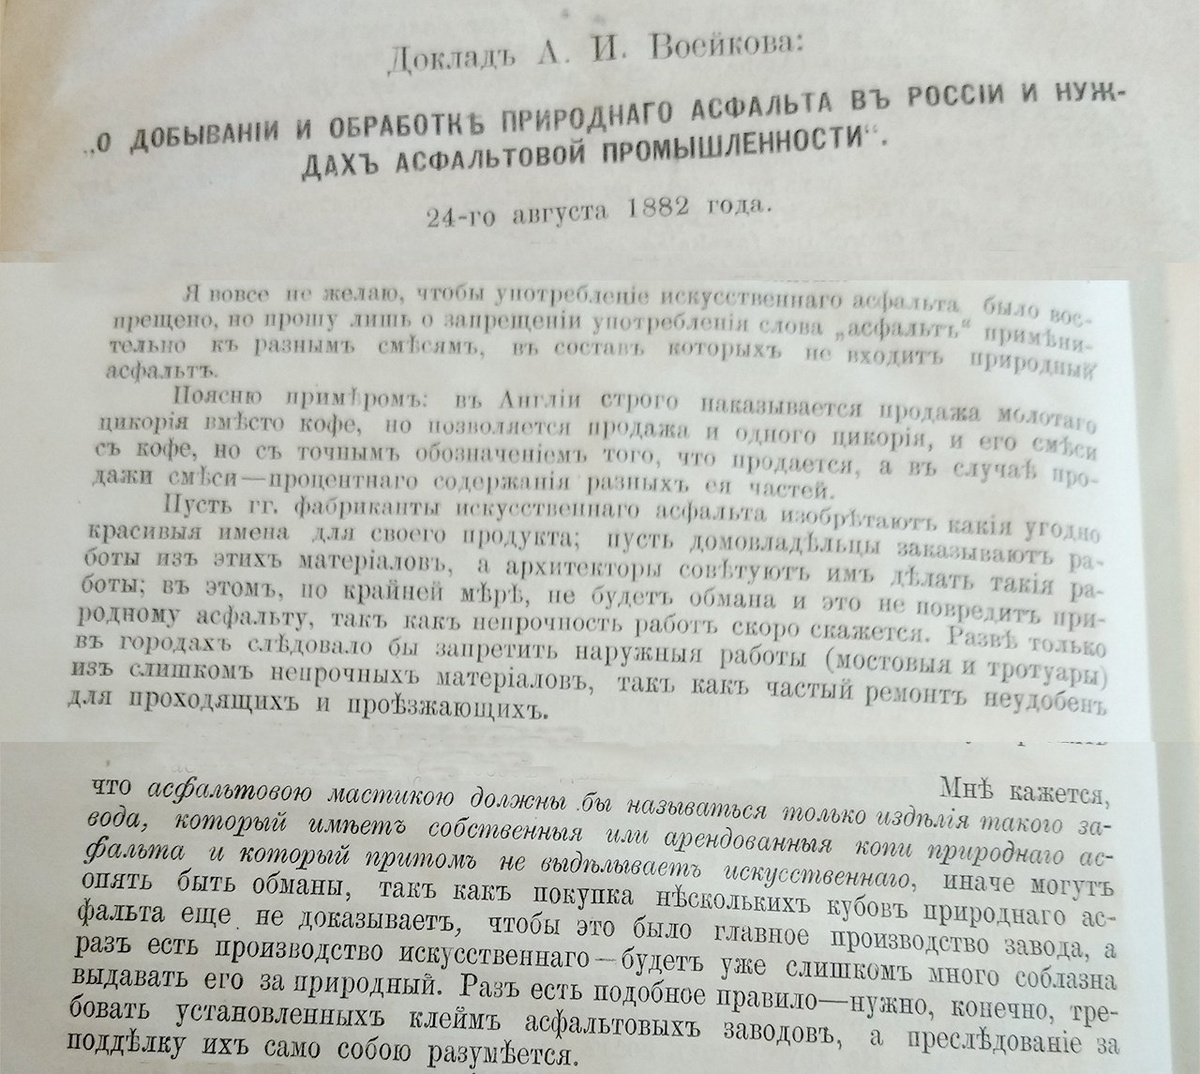 Докладъ А. И. Воейкова:
„О ДОБЫВАНІИ И ОБРАБОТКѢ ПРИРОДНАГО АСФАЛЬТА ВЪ РОССІИ И НУЖ-
ДАХЪ АСФАЛЬТОВОЙ ПРОМЫШЛЕННОСТИ“.
24-го августа 1882 года.
Я вовсе не желаю, чтобы употребленіе искусственнаго асфальта было вос-
прещено, но прошу лишь о запрещеніи употребленія слова „асфальтъ“ примѣни-
тельно къ разнымъ смѣсямъ, въ составъ которыхъ не входитъ природный
асфальтъ.
Поясню примѣромъ: въ Англіи строго наказывается продажа молотаго
цикорія вмѣсто кофе, но позволяется продажа и одного цикорія, и его смѣси
съ кофе, но съ точнымъ обозначеніемъ того, что продается, а въ случаѣ про-
дажи смѣси—процентнаго содержанія разныхъ ея частей.
Пусть гг. фабриканты искусственнаго асфальта изобрѣтаютъ какія угодно
красивыя имена для своего продукта; пусть домовладѣльцы заказываютъ ра-
боты изъ этихъ матеріаловъ, а архитекторы совѣтуютъ имъ дѣлать такія ра-
боты; въ этомъ, по крайней мѣрѣ, не будетъ обмана и это не повредитъ при-
родному асфальту, такъ какъ непрочность работъ скоро скажется. Развѣ только
въ городахъ слѣдовало бы запретить наружныя работы (мостовыя и тротуары)
изъ слишкомъ непрочныхъ матеріаловъ, такъ какъ частый ремонтъ неудобенъ
для проходящихъ и проѣзжающихъ.
Мнѣ кажется,
что асфальтовою мастикою должны бы называться только издѣлія такого за-
вода, который имѣетъ собственныя или арендованныя копи природнаго ас-
фальта и который притомъ не выдѣлываетъ искусственнаго, иначе могутъ
опять быть обманы, такъ какъ покупка нѣсколькихъ кубовъ природнаго ас-
фальта еще не доказываетъ, чтобы это было главное производство завода, а
разъ есть производство искусственнаго—будетъ уже слишкомъ много соблазна
выдавать его за природный. Разъ есть подобное правило—нужно, конечно, тре-
бовать установленныхъ клеймъ асфальтовыхъ заводовъ, а преслѣдованіе за
поддѣлку ихъ само собою разумѣется.